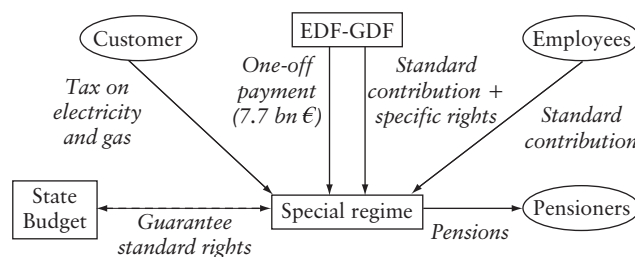 Customer
EDF-GDF
Employees
Tax on
electricity
and gas
One-off
payment
(7.7 bn €)
Standard
contribution +
specific rights
Standard
contribution
State
Budget
Guarantee
standard rights
Special regime
Pensions
Pensioners